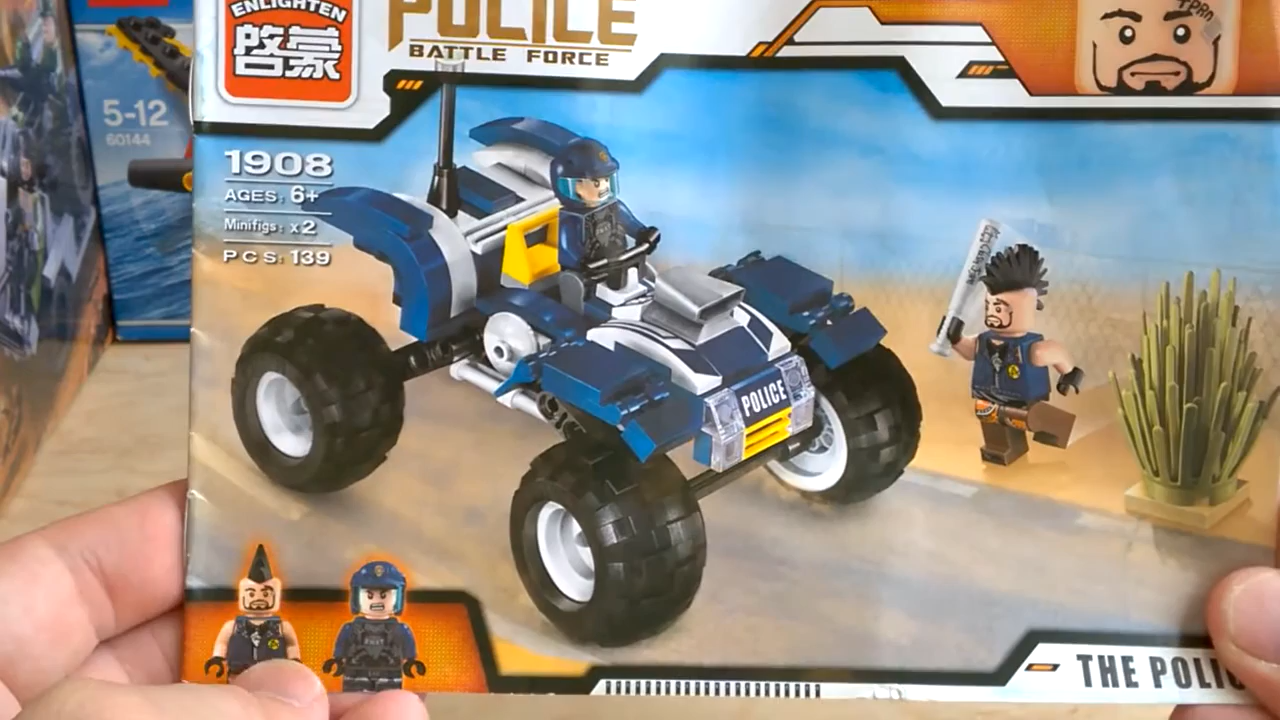 ENLIGHTEN
启蒙
POLICE
BATTLE FORCE
5-12
60144
1908
AGES: 6+
Minifigs: x2
PCS: 139
POLICE
THE POLIC